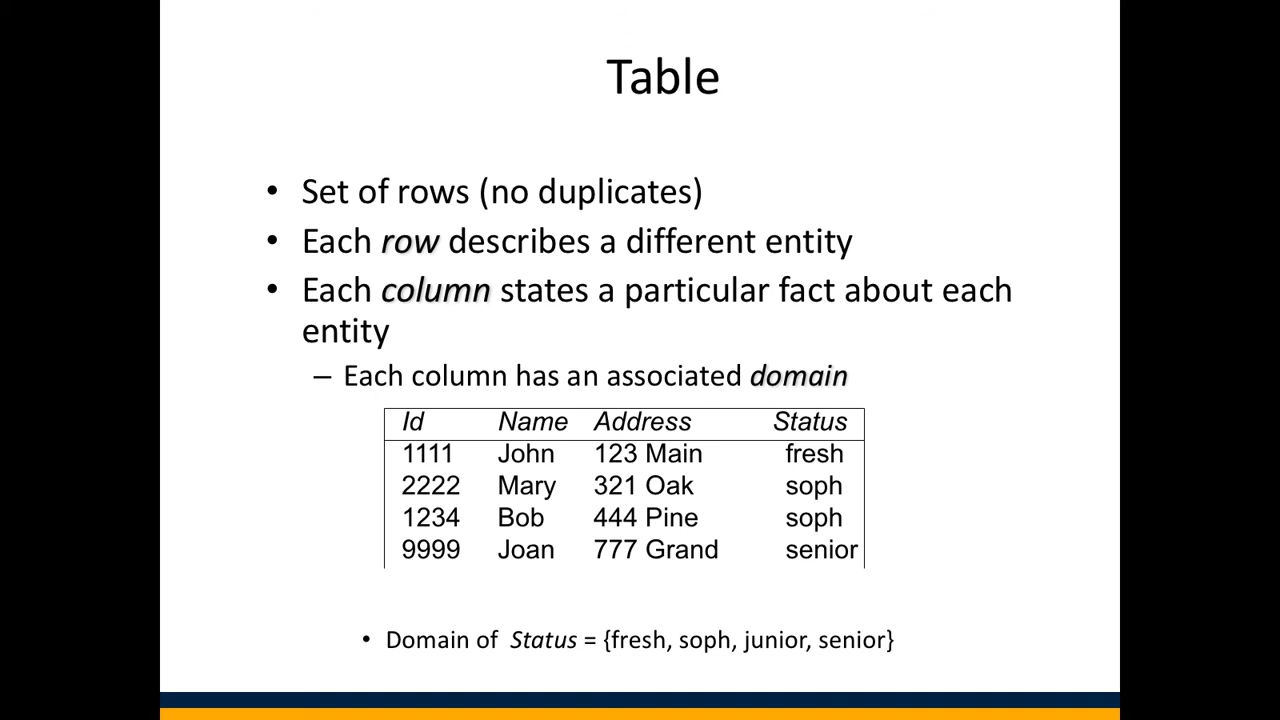 Table
• Set of rows (no duplicates)
• Each row describes a different entity
• Each column states a particular fact about each
entity
– Each column has an associated domain
Id Name Address Status
1111 John 123 Main fresh
2222 Mary 321 Oak soph
1234 Bob 444 Pine soph
9999 Joan 777 Grand senior
• Domain of Status = {fresh, soph, junior, senior}